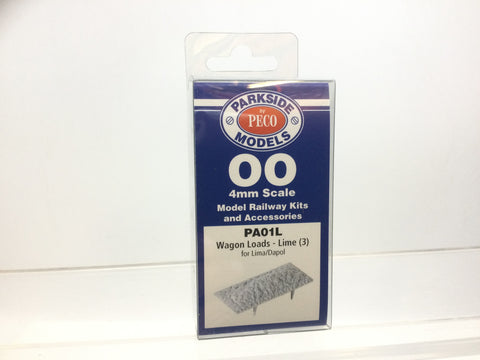 PARKSIDE
by
PECO
MODELS
OO
4mm Scale
Model Railway Kits
and Accessories
PA01L
Wagon Loads - Lime (3)
for Lima/Dapol